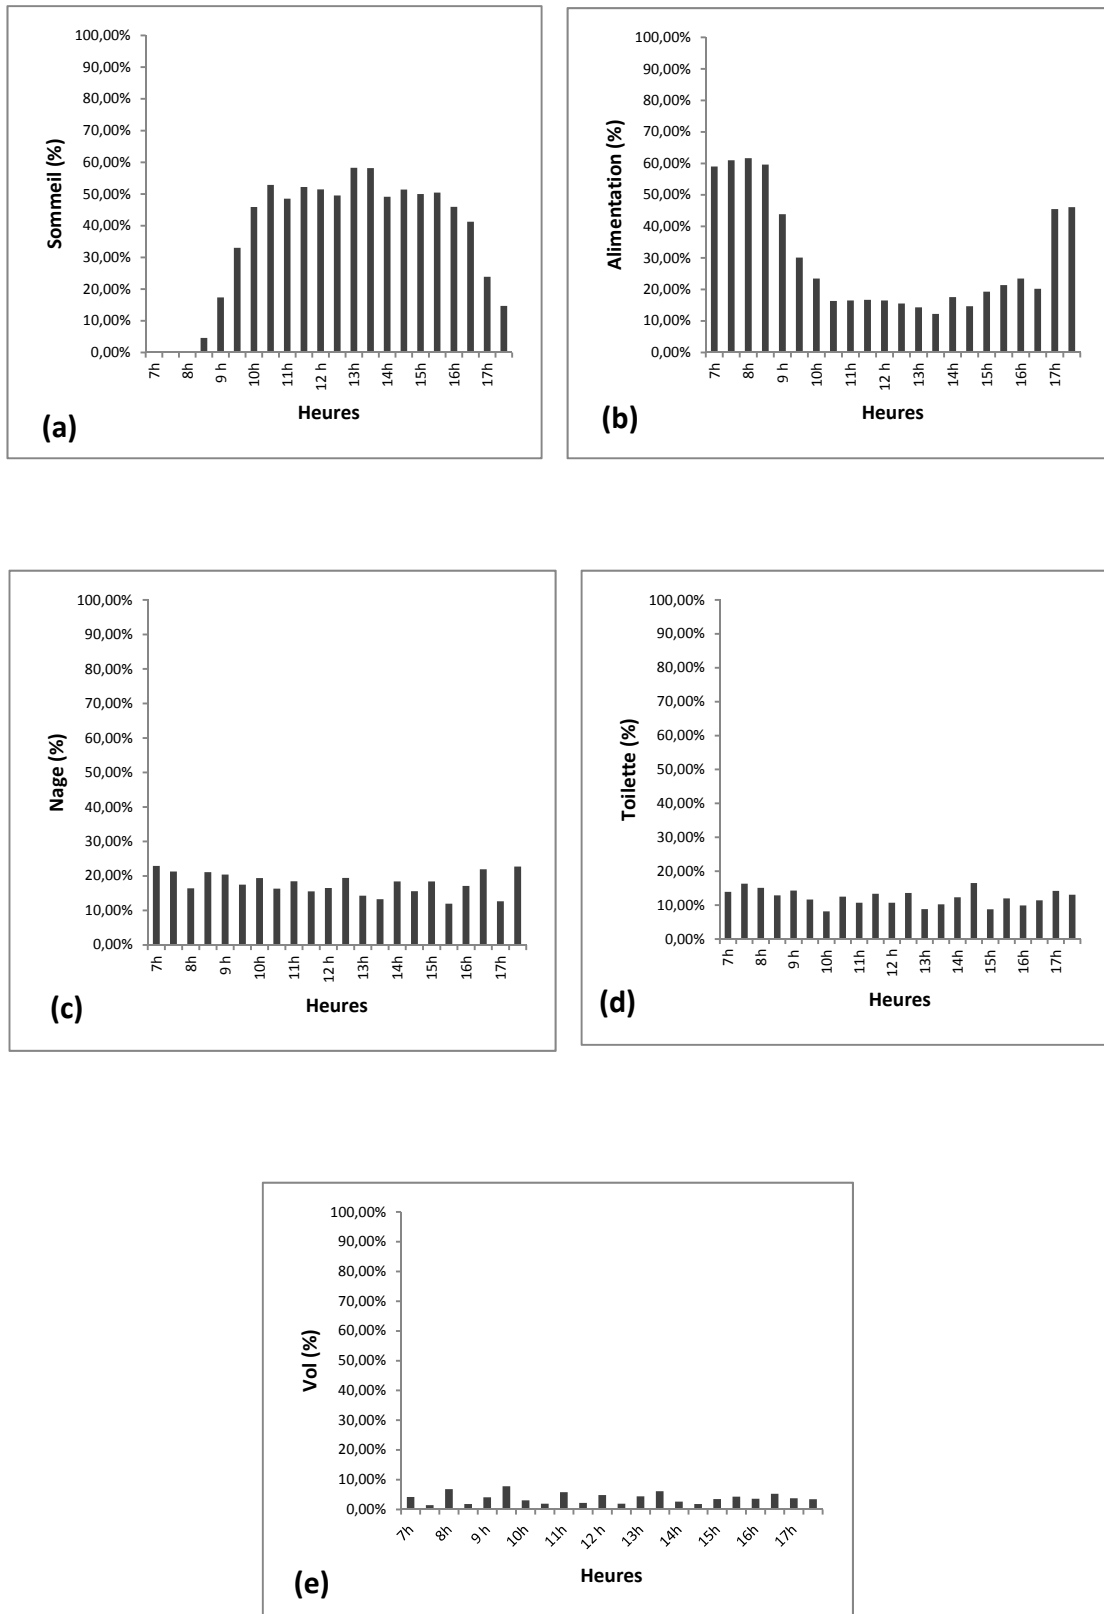 100,00%
90,00%
80,00%
70,00%
60,00%
50,00%
40,00%
30,00%
20,00%
10,00%
0,00%
Sommeil (%)
7h 8h 9 h 10h 11h 12 h 13h 14h 15h 16h 17h
Heures
(a)
100,00%
90,00%
80,00%
70,00%
60,00%
50,00%
40,00%
30,00%
20,00%
10,00%
0,00%
Alimentation (%)
7h 8h 9 h 10h 11h 12 h 13h 14h 15h 16h 17h
Heures
(b)
100,00%
90,00%
80,00%
70,00%
60,00%
50,00%
40,00%
30,00%
20,00%
10,00%
0,00%
Nage (%)
7h 8h 9 h 10h 11h 12 h 13h 14h 15h 16h 17h
Heures
(c)
100,00%
90,00%
80,00%
70,00%
60,00%
50,00%
40,00%
30,00%
20,00%
10,00%
0,00%
Toilette (%)
7h 8h 9 h 10h 11h 12 h 13h 14h 15h 16h 17h
Heures
(d)
100,00%
90,00%
80,00%
70,00%
60,00%
50,00%
40,00%
30,00%
20,00%
10,00%
0,00%
Vol (%)
7h 8h 9 h 10h 11h 12 h 13h 14h 15h 16h 17h
Heures
(e)